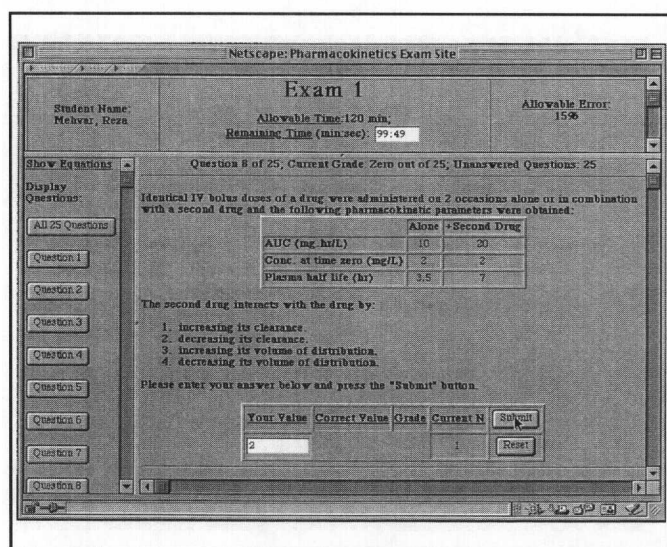 Netscape: Pharmacokinetics Exam Site
Student Name:
Mehvar, Reza
Exam 1
Allowable Time:120 min;
Remaining Time (min:sec): 99:49
Allowable Error:
15%
Show Equations
Display
Questions:
All 25 Questions
Question 1
Question 2
Question 3
Question 4
Question 5
Question 6
Question 7
Question 8
Question 8 of 25; Current Grade: Zero out of 25; Unanswered Questions: 25
Identical IV bolus doses of a drug were administered on 2 occasions alone or in combination
with a second drug and the following pharmacokinetic parameters were obtained:
Alone +Second Drug
AUC (mg.hr/L) 10 20
Conc. at time zero (mg/L) 2 2
Plasma half life (hr) 3.5 7
The second drug interacts with the drug by:
1. increasing its clearance.
2. decreasing its clearance.
3. increasing its volume of distribution.
4. decreasing its volume of distribution.
Please enter your answer below and press the "Submit" button.
Your Value Correct Value Grade Current N Submit
2 1 Reset